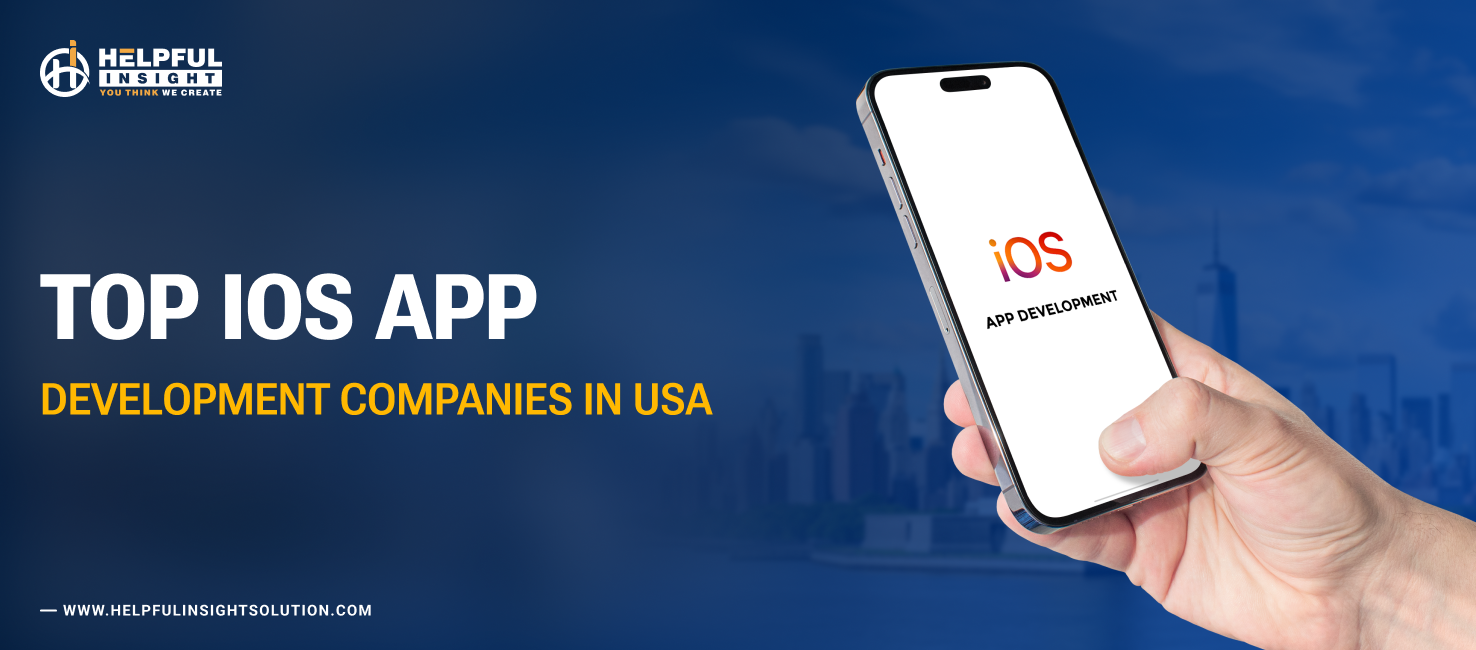 HELPFUL
INSIGHT
YOU THINK WE CREATE
TOP IOS APP
DEVELOPMENT COMPANIES IN USA
iOS
APP DEVELOPMENT
— WWW.HELPFULINSIGHTSOLUTION.COM